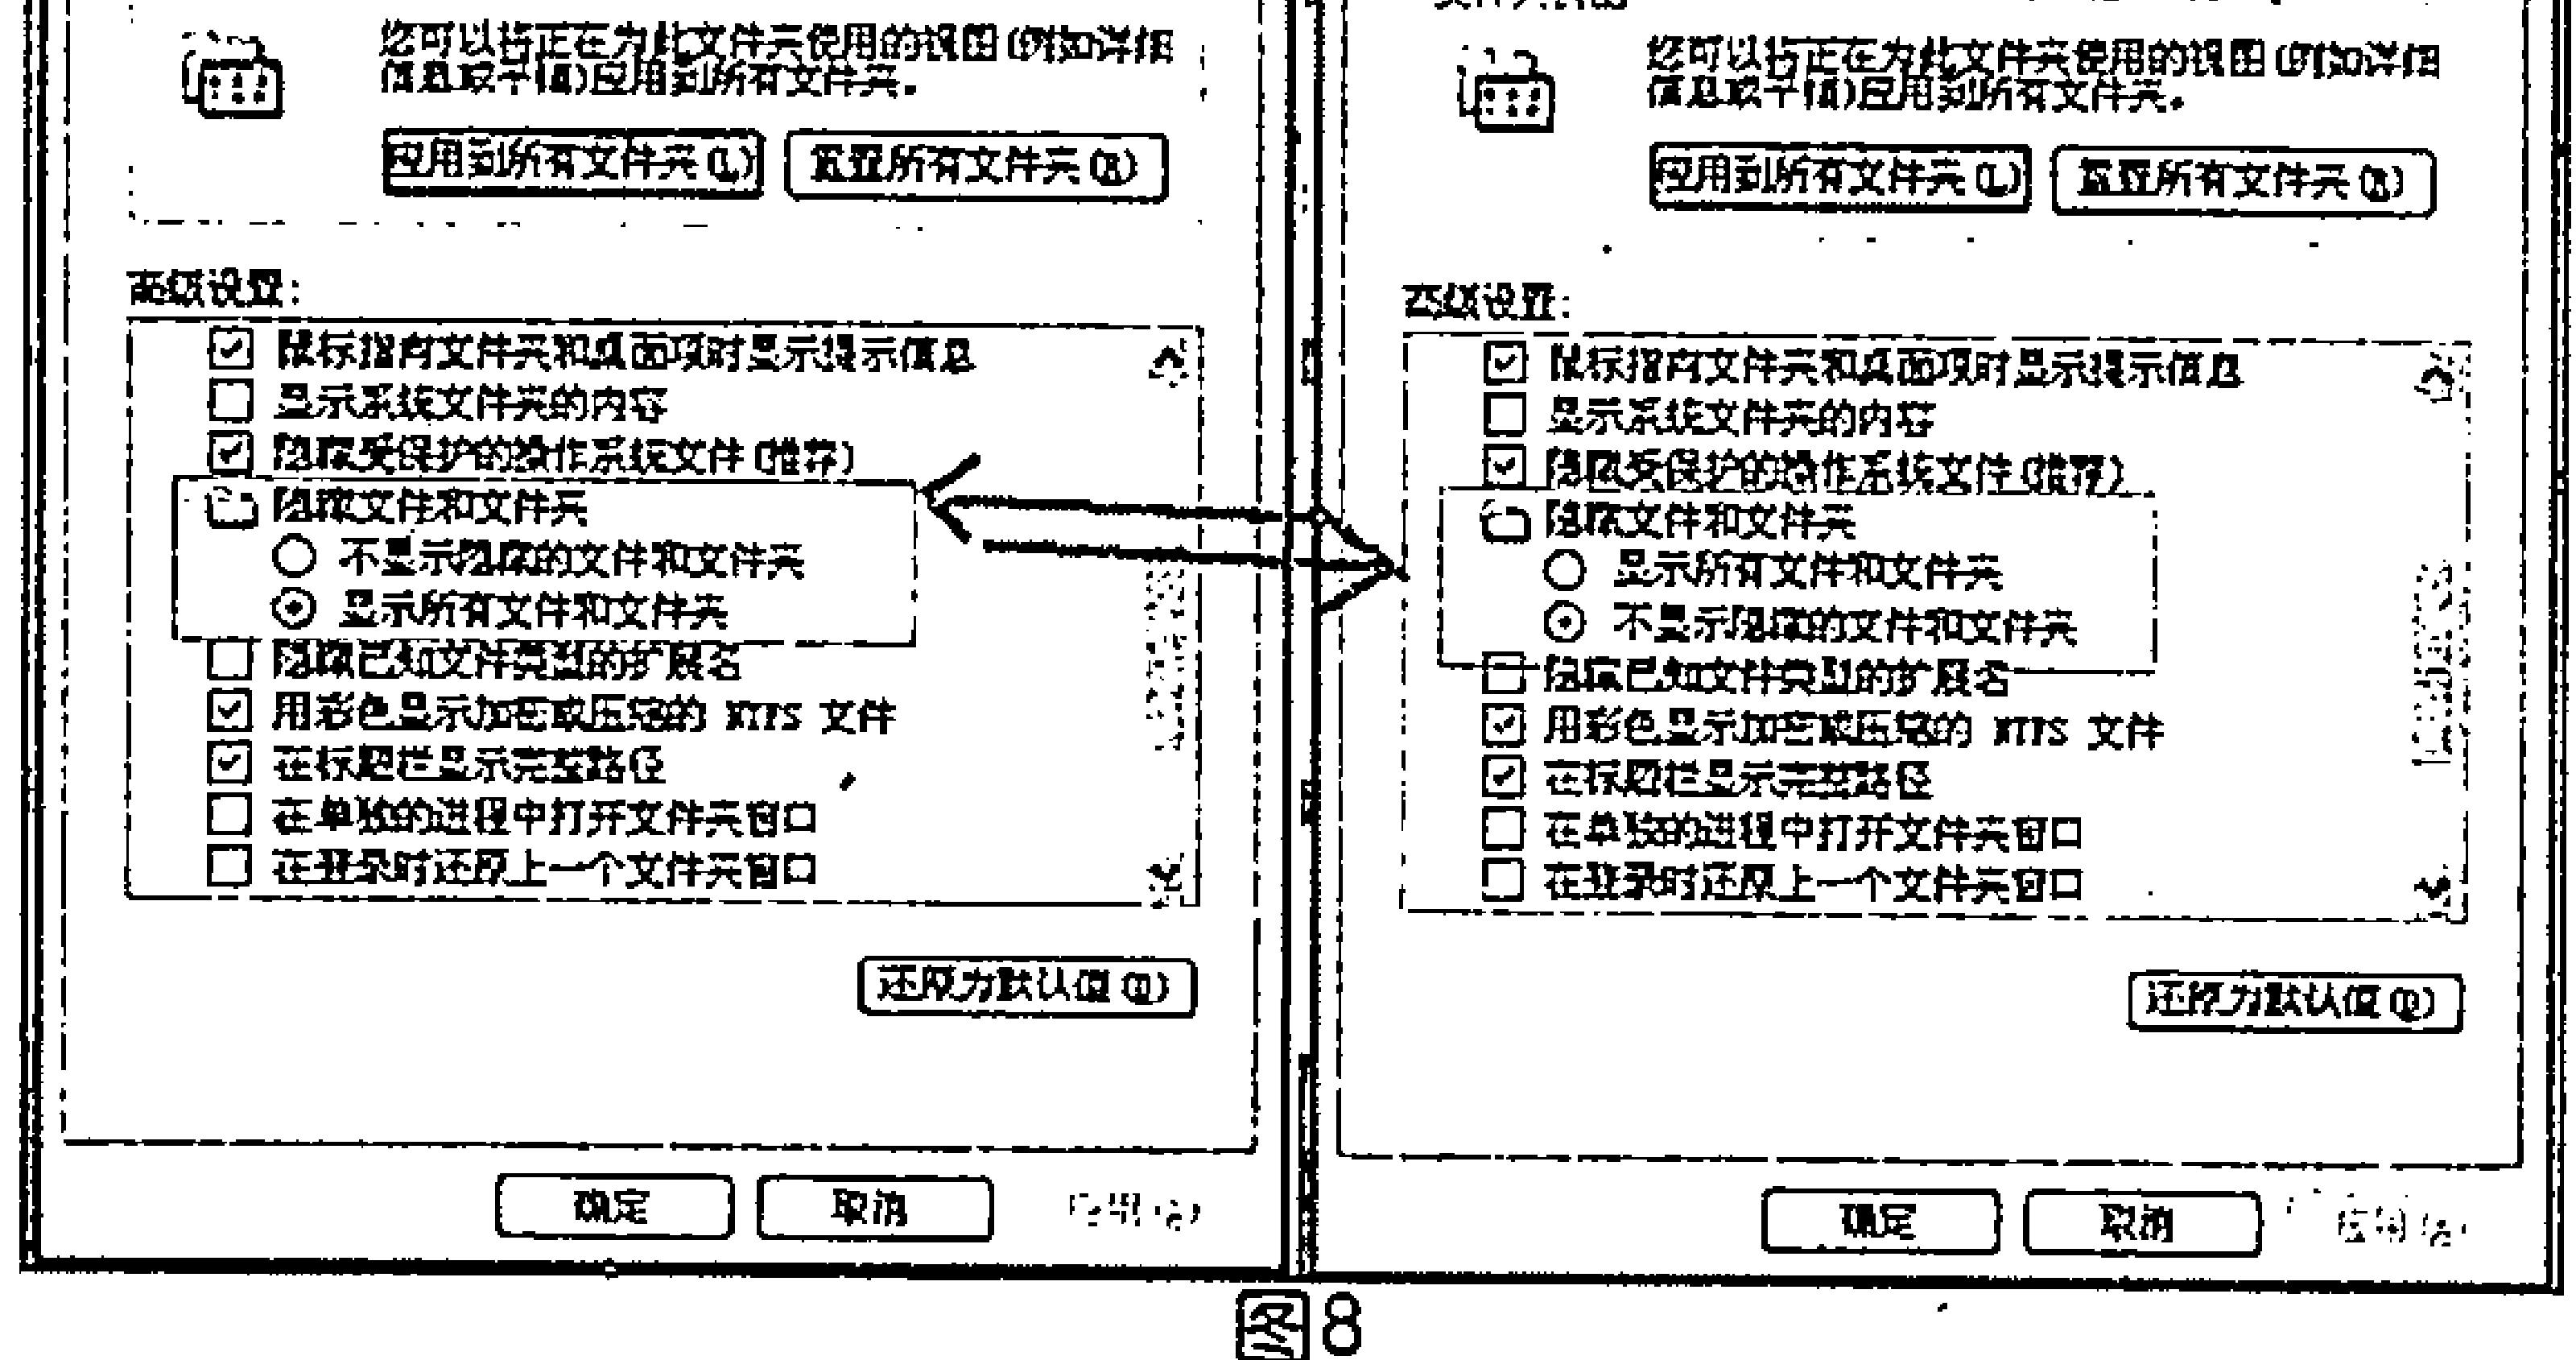 您可以将正在为此文件夹使用的视图(例如详细
信息或平铺)应用到所有文件夹。
应用到所有文件夹(L)
重置所有文件夹(R)
高级设置:
鼠标指向文件夹和桌面项时显示提示信息
显示系统文件夹的内容
隐藏受保护的操作系统文件(推荐)
隐藏文件和文件夹
不显示隐藏的文件和文件夹
显示所有文件和文件夹
隐藏已知文件类型的扩展名
用彩色显示加密或压缩的 NTFS 文件
在标题栏显示完整路径
在单独的进程中打开文件夹窗口
在登录时还原上一个文件夹窗口
还原为默认值(D)
确定
取消
应用(A)
您可以将正在为此文件夹使用的视图(例如详细
信息或平铺)应用到所有文件夹。
应用到所有文件夹(L)
重置所有文件夹(R)
高级设置:
鼠标指向文件夹和桌面项时显示提示信息
显示系统文件夹的内容
隐藏受保护的操作系统文件(推荐)
隐藏文件和文件夹
显示所有文件和文件夹
不显示隐藏的文件和文件夹
隐藏已知文件类型的扩展名
用彩色显示加密或压缩的 NTFS 文件
在标题栏显示完整路径
在单独的进程中打开文件夹窗口
在登录时还原上一个文件夹窗口
还原为默认值(D)
确定
取消
应用(A)
图8